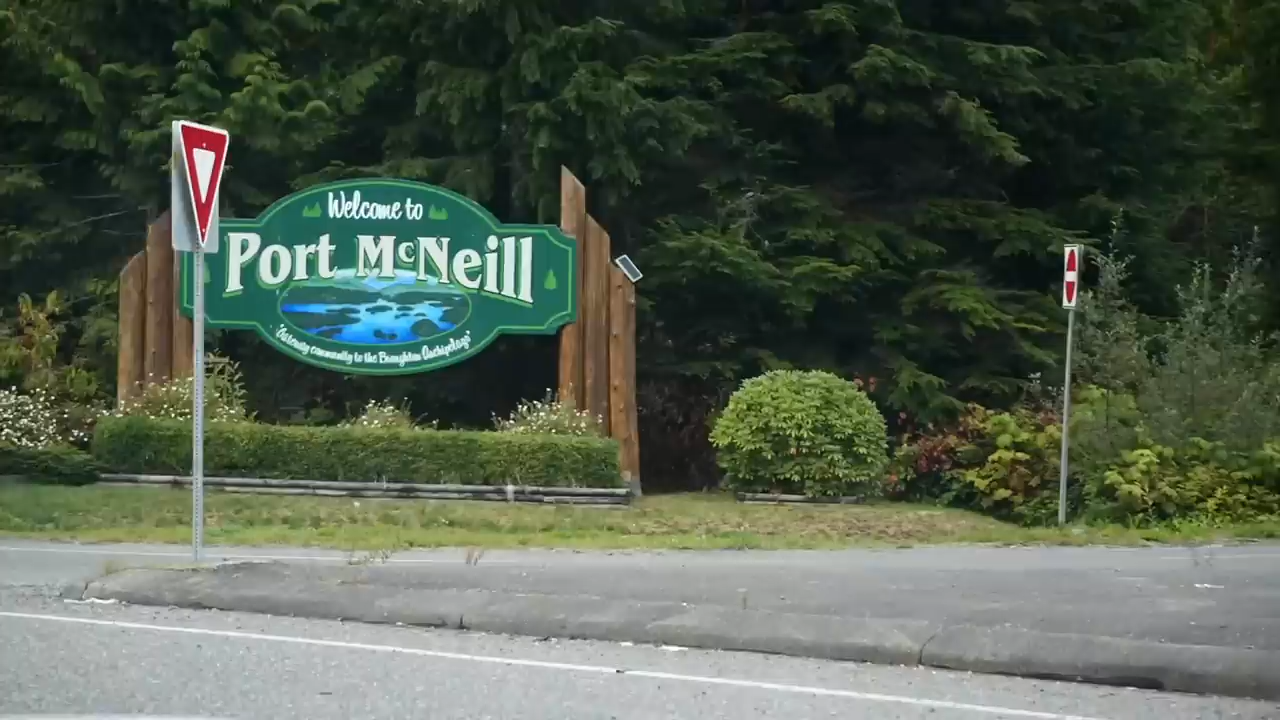 Welcome to
Port McNeill
"Gateway community to the Broughton Archipelago"